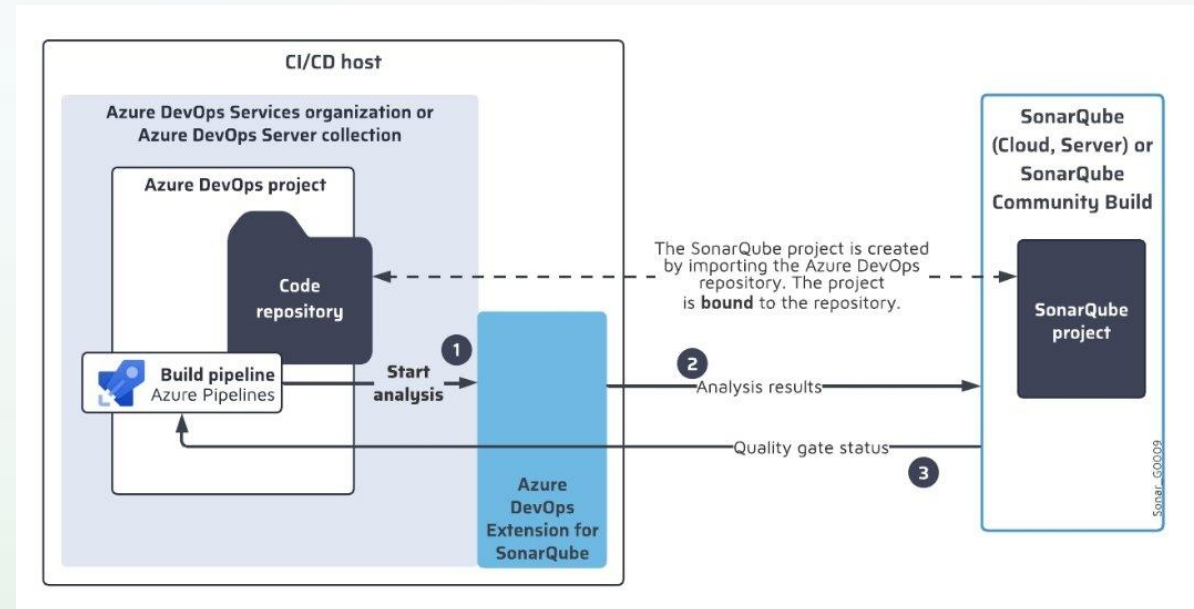 CI/CD host
Azure DevOps Services organization or
Azure DevOps Server collection
Azure DevOps project
Code
repository
Build pipeline
Azure Pipelines
1
Start
analysis
Azure
DevOps
Extension for
SonarQube
The SonarQube project is created
by importing the Azure DevOps
repository. The project
is bound to the repository.
2
Analysis results
Quality gate status
3
SonarQube
(Cloud, Server) or
SonarQube
Community Build
SonarQube
project
Sonar_G0009